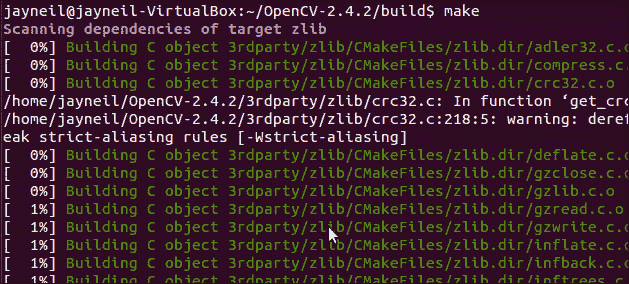 jayneil@jayneil-VirtualBox:~/OpenCV-2.4.2/build$ make
Scanning dependencies of target zlib
[  0%] Building C object 3rdparty/zlib/CMakeFiles/zlib.dir/adler32.c.o
[  0%] Building C object 3rdparty/zlib/CMakeFiles/zlib.dir/compress.c.
[  0%] Building C object 3rdparty/zlib/CMakeFiles/zlib.dir/crc32.c.o
/home/jayneil/OpenCV-2.4.2/3rdparty/zlib/crc32.c: In function ‘get_crc
/home/jayneil/OpenCV-2.4.2/3rdparty/zlib/crc32.c:218:5: warning: deref
eak strict-aliasing rules [-Wstrict-aliasing]
[  0%] Building C object 3rdparty/zlib/CMakeFiles/zlib.dir/deflate.c.o
[  0%] Building C object 3rdparty/zlib/CMakeFiles/zlib.dir/gzclose.c.o
[  0%] Building C object 3rdparty/zlib/CMakeFiles/zlib.dir/gzlib.c.o
[  1%] Building C object 3rdparty/zlib/CMakeFiles/zlib.dir/gzread.c.o
[  1%] Building C object 3rdparty/zlib/CMakeFiles/zlib.dir/gzwrite.c.o
[  1%] Building C object 3rdparty/zlib/CMakeFiles/zlib.dir/inflate.c.o
[  1%] Building C object 3rdparty/zlib/CMakeFiles/zlib.dir/infback.c.o
[  1%] Building C object 3rdparty/zlib/CMakeFiles/zlib.dir/inftrees.c.